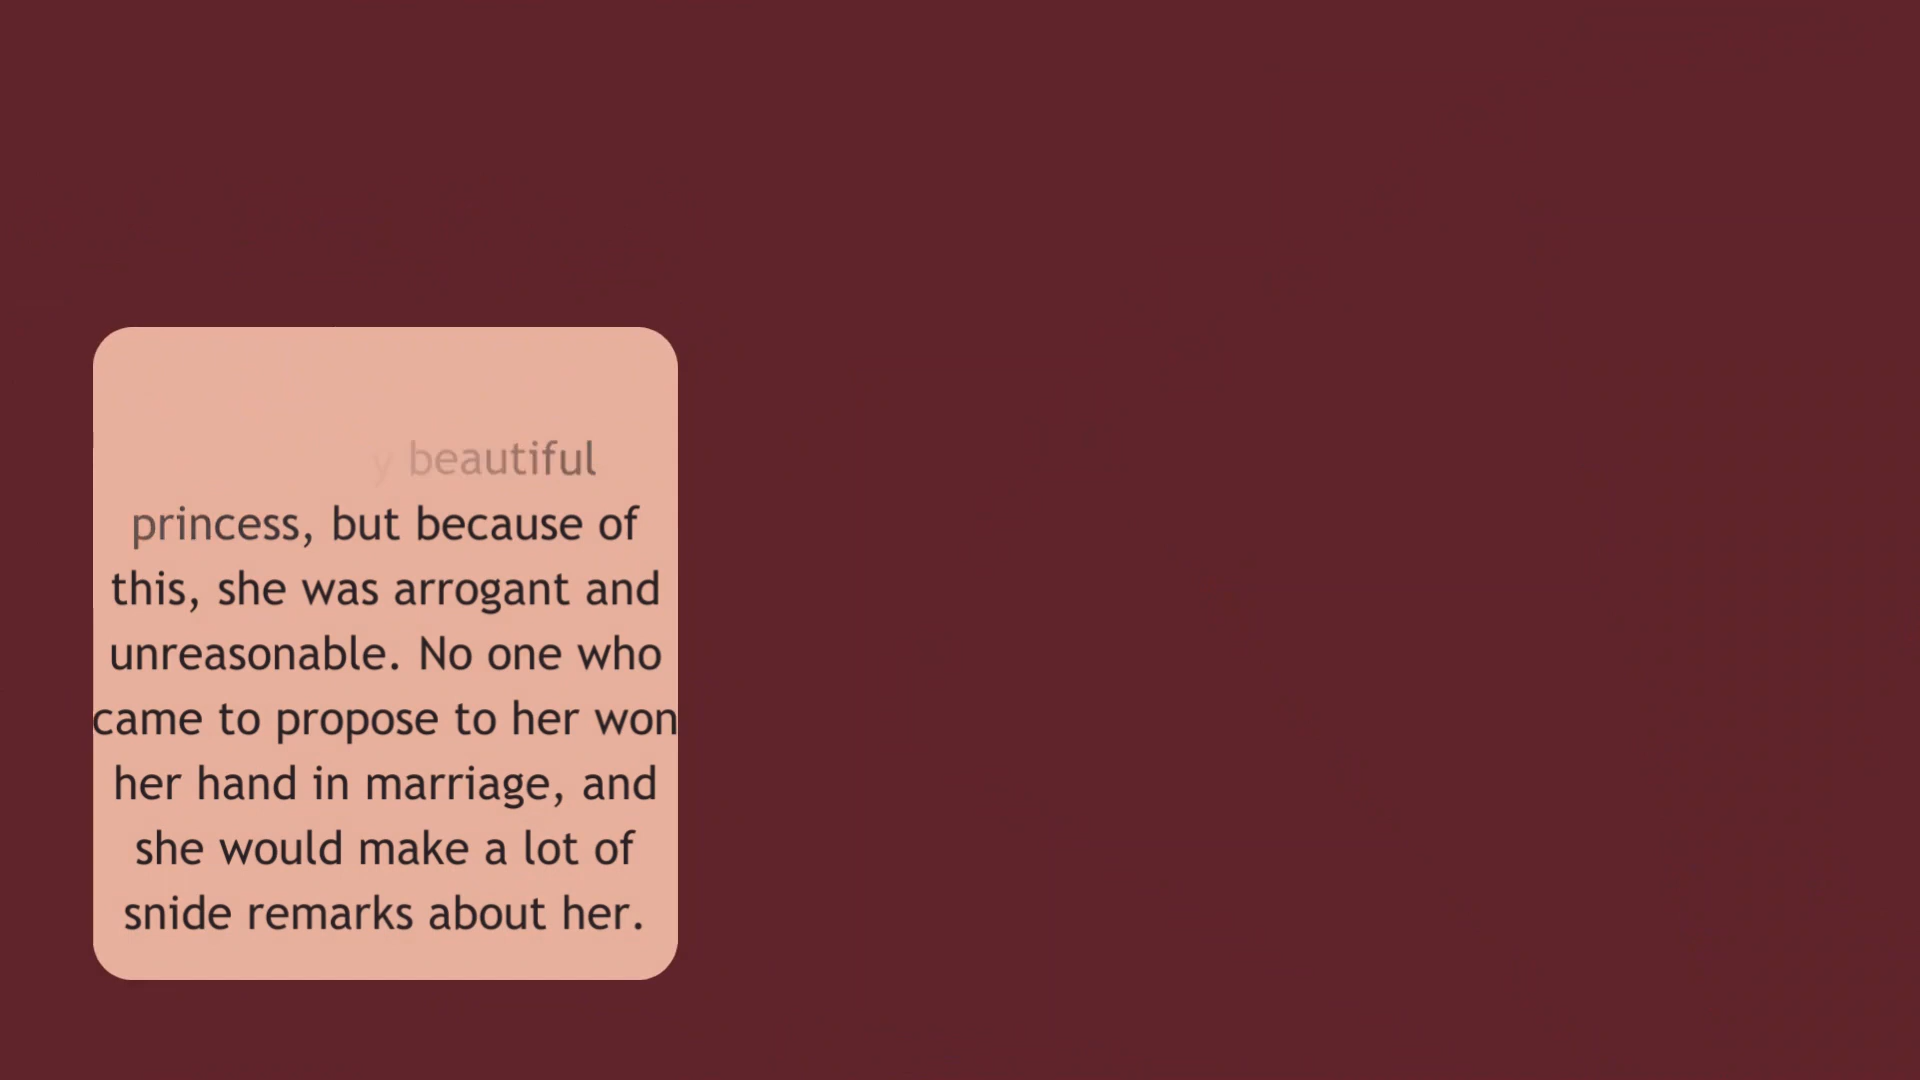 beautiful
princess, but because of
this, she was arrogant and
unreasonable. No one who
came to propose to her won
her hand in marriage, and
she would make a lot of
snide remarks about her.